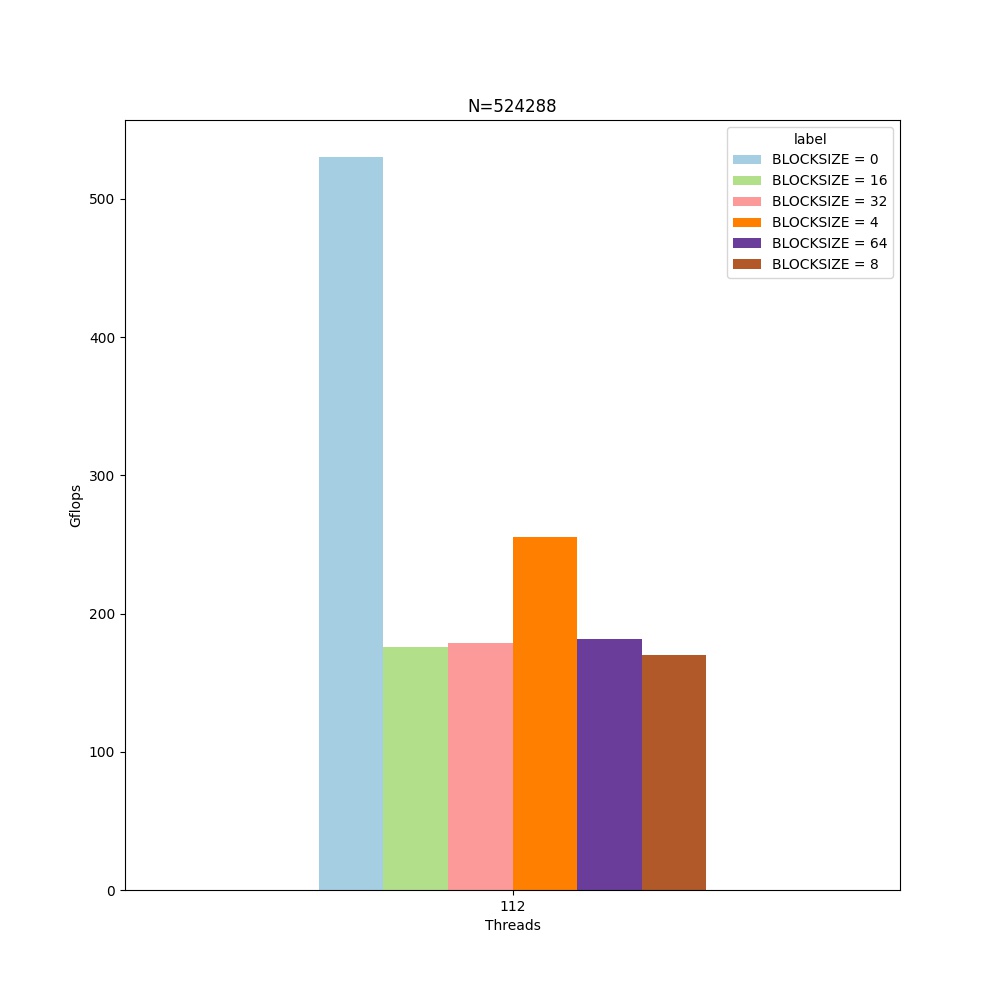 N=524288
label
BLOCKSIZE = 0
BLOCKSIZE = 16
BLOCKSIZE = 32
BLOCKSIZE = 4
BLOCKSIZE = 64
BLOCKSIZE = 8
500
400
300
200
100
0
Gflops
112
Threads